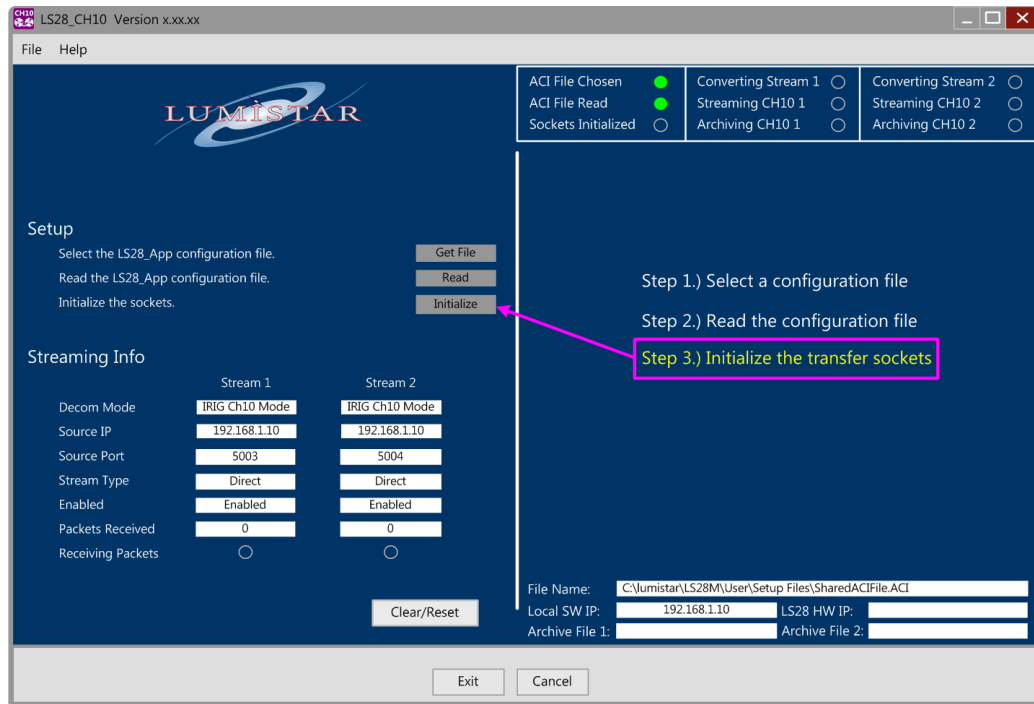 CH10
LS28_CH10 Version x.xx.xx
File Help
LUMISTAR
ACI File Chosen
ACI File Read
Sockets Initialized
Converting Stream 1
Streaming CH10 1
Archiving CH10 1
Converting Stream 2
Streaming CH10 2
Archiving CH10 2
Setup
Select the LS28_App configuration file. Get File
Read the LS28_App configuration file. Read
Initialize the sockets. Initialize
Step 1.) Select a configuration file
Step 2.) Read the configuration file
Step 3.) Initialize the transfer sockets
Streaming Info
Stream 1 Stream 2
Decom Mode IRIG Ch10 Mode IRIG Ch10 Mode
Source IP 192.168.1.10 192.168.1.10
Source Port 5003 5004
Stream Type Direct Direct
Enabled Enabled Enabled
Packets Received 0 0
Receiving Packets
Clear/Reset
File Name: C:\lumistar\LS28M\User\Setup Files\SharedACIFile.ACI
Local SW IP: 192.168.1.10 LS28 HW IP:
Archive File 1: Archive File 2:
Exit Cancel